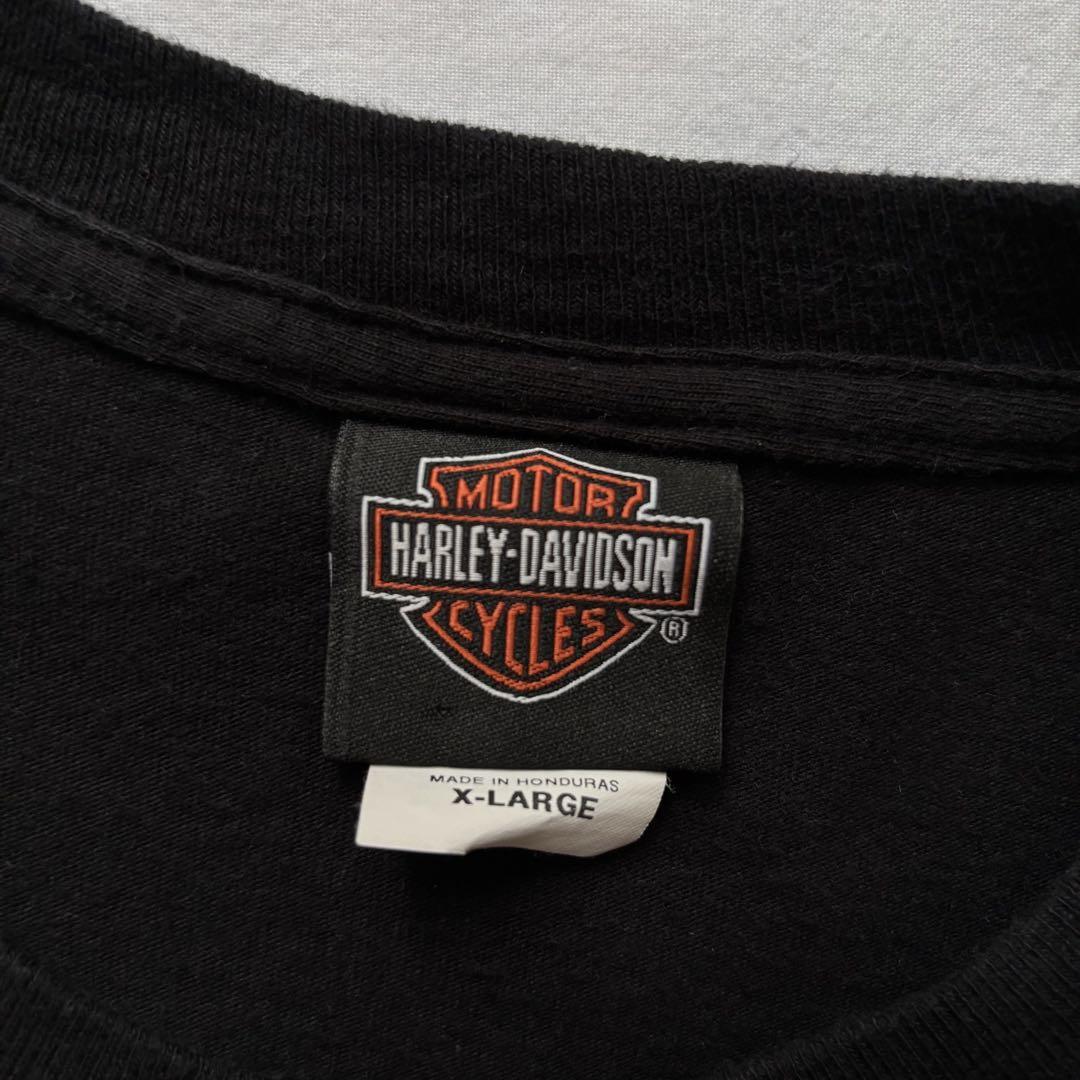 MOTOR
HARLEY-DAVIDSON
CYCLES
®
MADE IN HONDURAS
X-LARGE